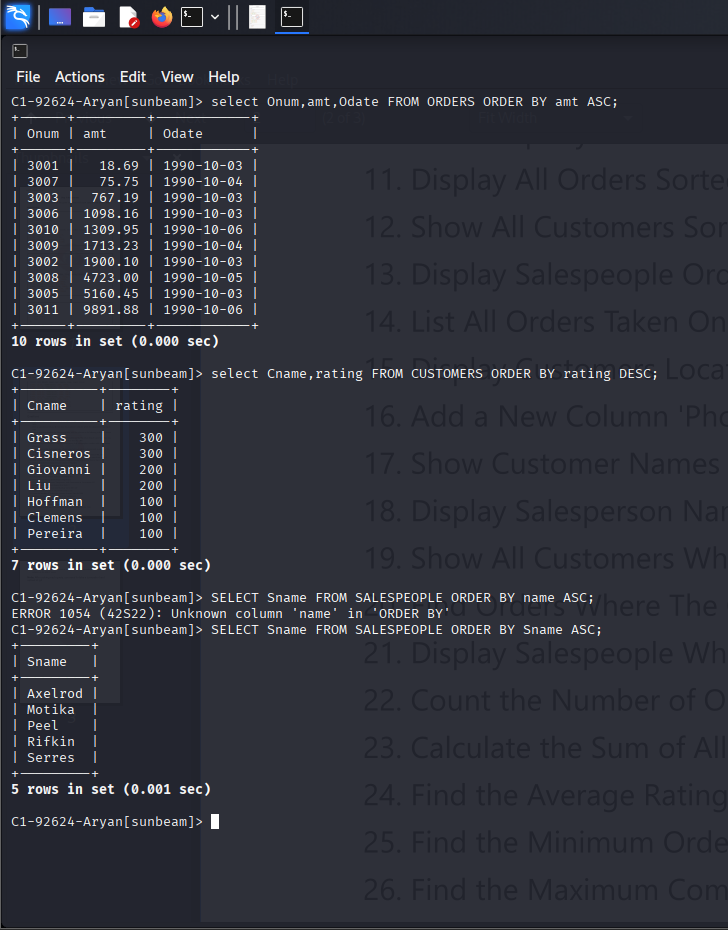 File Actions Edit View Help
C1-92624-Aryan[sunbeam]> select Onum,amt,Odate FROM ORDERS ORDER BY amt ASC;
+------+---------+------------+
| Onum | amt     | Odate      |
+------+---------+------------+
| 3001 |   18.69 | 1990-10-03 |
| 3007 |   75.75 | 1990-10-04 |
| 3003 |  767.19 | 1990-10-03 |
| 3006 | 1098.16 | 1990-10-03 |
| 3010 | 1309.95 | 1990-10-06 |
| 3009 | 1713.23 | 1990-10-04 |
| 3002 | 1900.10 | 1990-10-03 |
| 3008 | 4723.00 | 1990-10-05 |
| 3005 | 5160.45 | 1990-10-03 |
| 3011 | 9891.88 | 1990-10-06 |
+------+---------+------------+
10 rows in set (0.000 sec)
C1-92624-Aryan[sunbeam]> select Cname,rating FROM CUSTOMERS ORDER BY rating DESC;
+----------+--------+
| Cname    | rating |
+----------+--------+
| Grass    |    300 |
| Cisneros |    300 |
| Giovanni |    200 |
| Liu      |    200 |
| Hoffman  |    100 |
| Clemens  |    100 |
| Pereira  |    100 |
+----------+--------+
7 rows in set (0.000 sec)
C1-92624-Aryan[sunbeam]> SELECT Sname FROM SALESPEOPLE ORDER BY name ASC;
ERROR 1054 (42S22): Unknown column 'name' in 'ORDER BY'
C1-92624-Aryan[sunbeam]> SELECT Sname FROM SALESPEOPLE ORDER BY Sname ASC;
+---------+
| Sname   |
+---------+
| Axelrod |
| Motika  |
| Peel    |
| Rifkin  |
| Serres  |
+---------+
5 rows in set (0.001 sec)
C1-92624-Aryan[sunbeam]>
11. Display All Orders Sorte
12. Show All Customers Sor
13. Display Salespeople Ord
14. List All Orders Taken On
15. Display Customers Loca
16. Add a New Column 'Pho
17. Show Customer Names
18. Display Salesperson Nar
19. Show All Customers Wh
Find Orders Where The
21. Display Salespeople Wh
22. Count the Number of O
23. Calculate the Sum of All
24. Find the Average Rating
25. Find the Minimum Orde
26. Find the Maximum Com